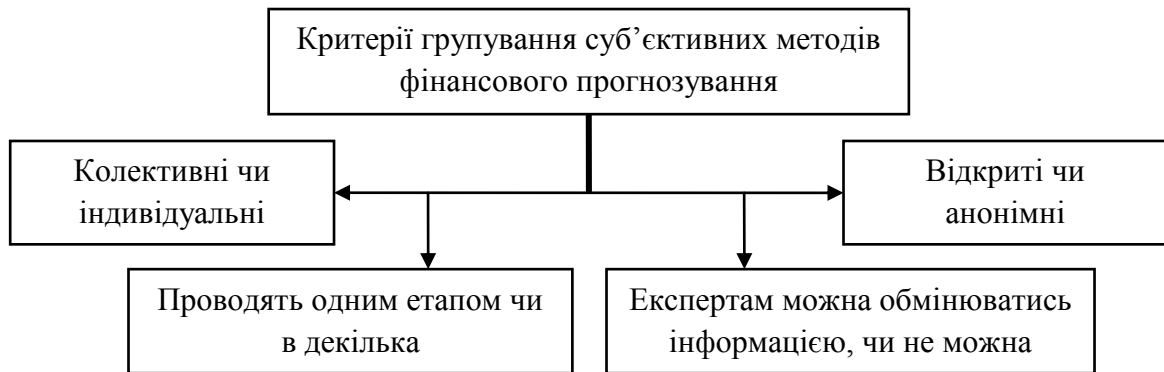 Критерії групування суб’єктивних методів
фінансового прогнозування
Колективні чи
індивідуальні
Відкриті чи
анонімні
Проводять одним етапом чи
в декілька
Експертам можна обмінюватись
інформацією, чи не можна